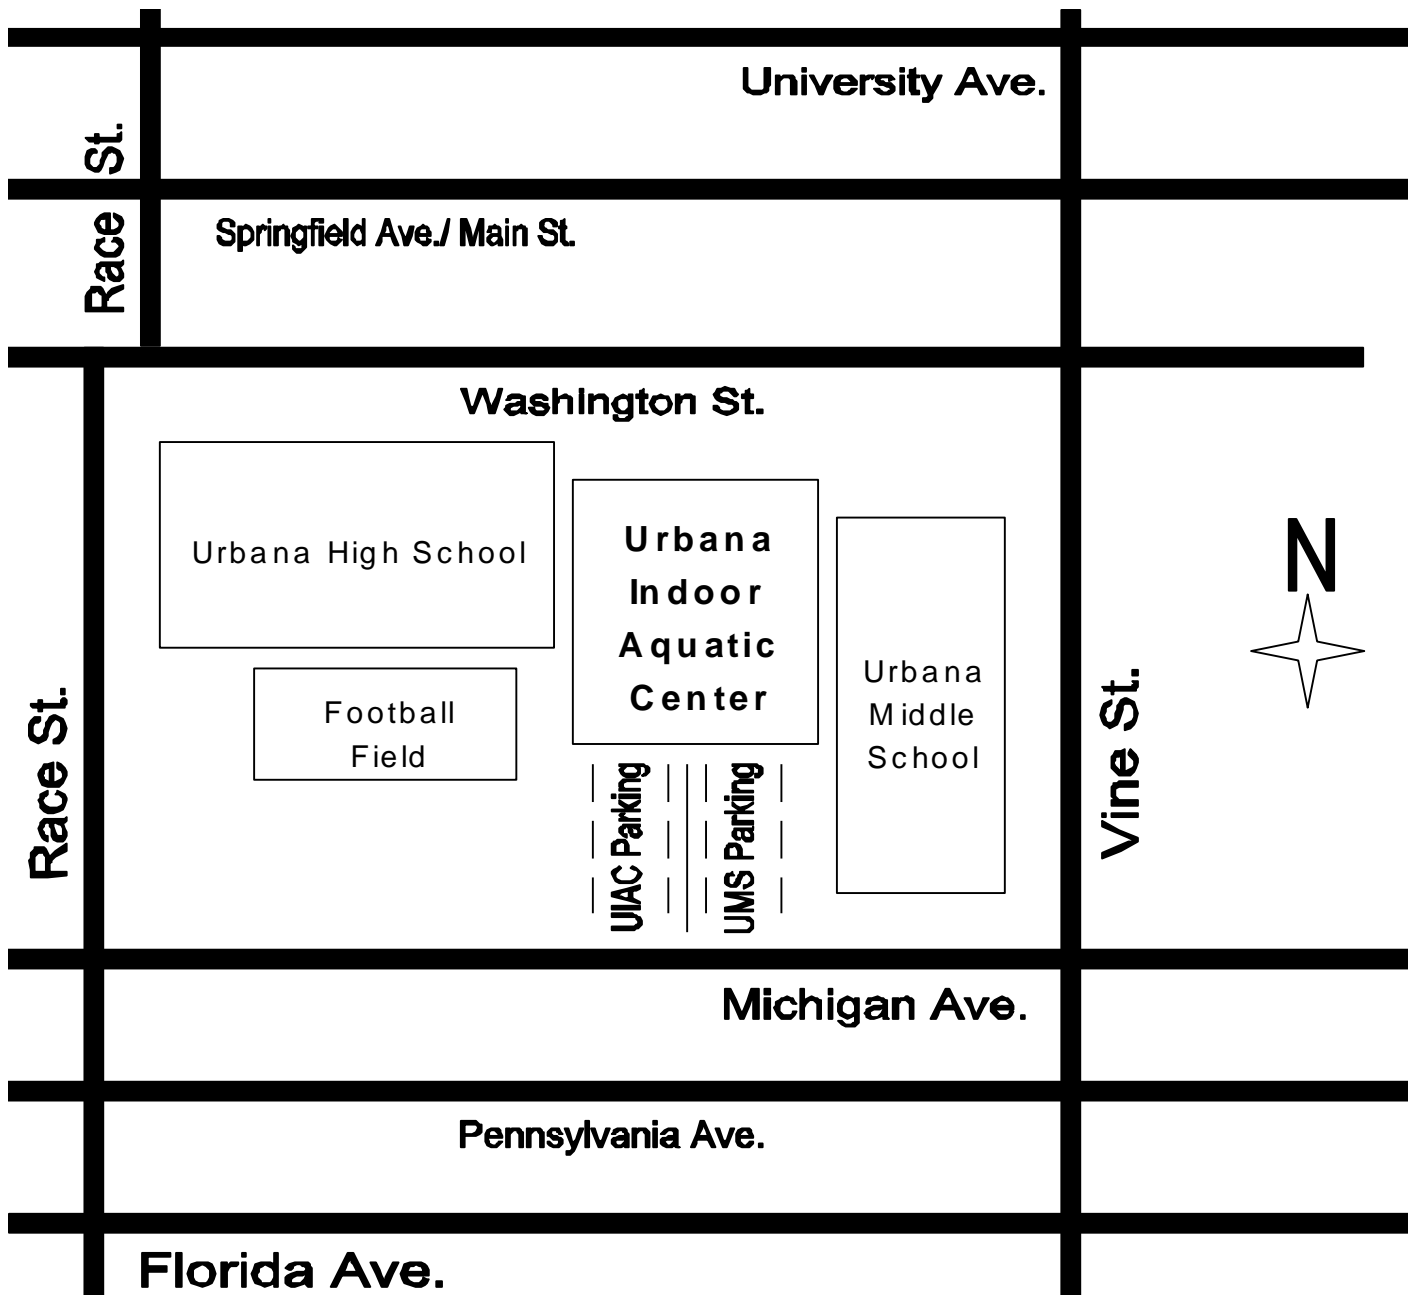 University Ave.
Race St.
Springfield Ave./ Main St.
Washington St.
Urbana High School
Urbana
Indoor
Aquatic
Center
N
Urbana
Middle
School
Football
Field
Race St.
Vine St.
UIAC Parking
UMS Parking
Michigan Ave.
Pennsylvania Ave.
Florida Ave.